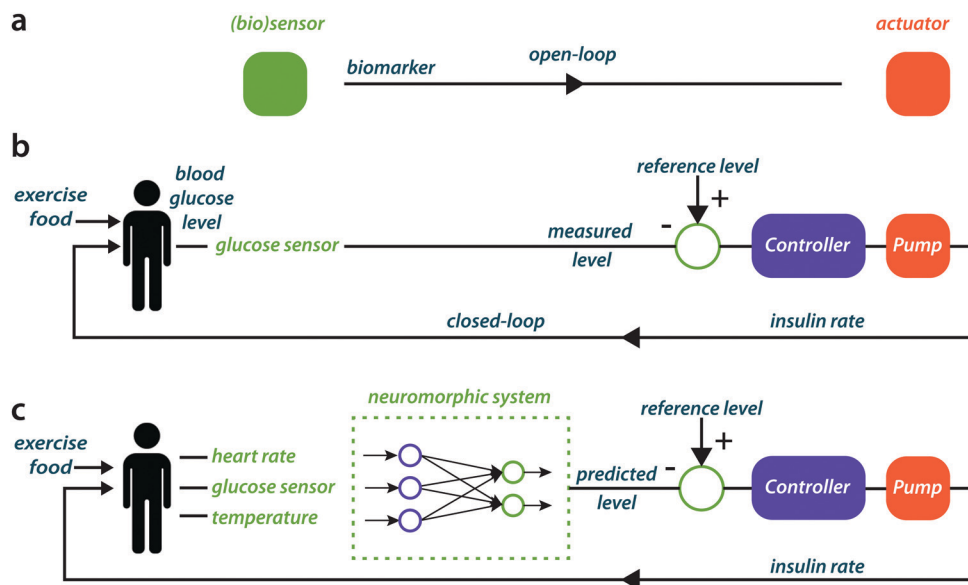 a
(bio)sensor
actuator
biomarker
open-loop
b
exercise
food
blood
glucose
level
glucose sensor
measured
level
reference level
+
-
Controller
Pump
closed-loop
insulin rate
c
exercise
food
heart rate
glucose sensor
temperature
neuromorphic system
predicted
level
reference level
+
-
Controller
Pump
insulin rate